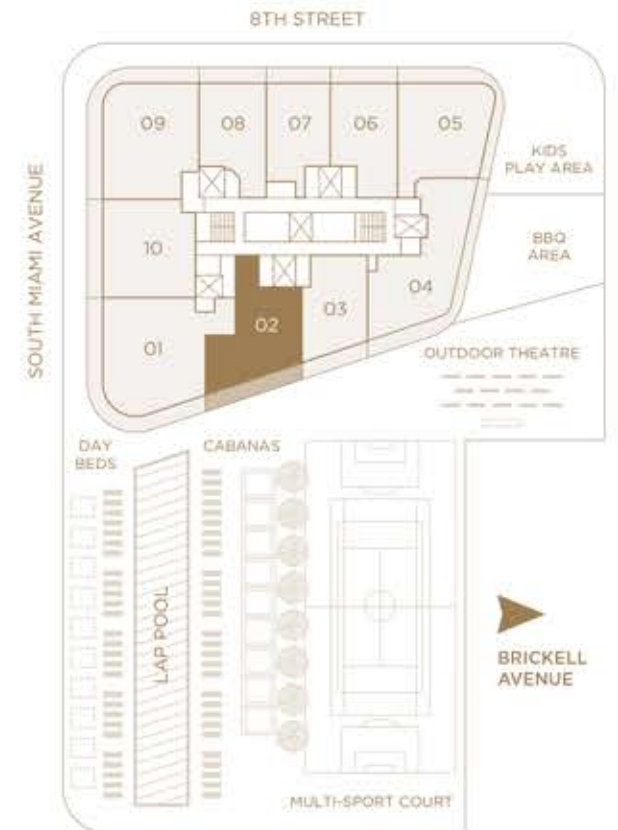 8TH STREET
SOUTH MIAMI AVENUE
09
08
07
06
05
KIDS
PLAY AREA
10
BBQ
AREA
04
03
02
01
OUTDOOR THEATRE
DAY
BEDS
CABANAS
LAP POOL
BRICKELL
AVENUE
MULTI-SPORT COURT